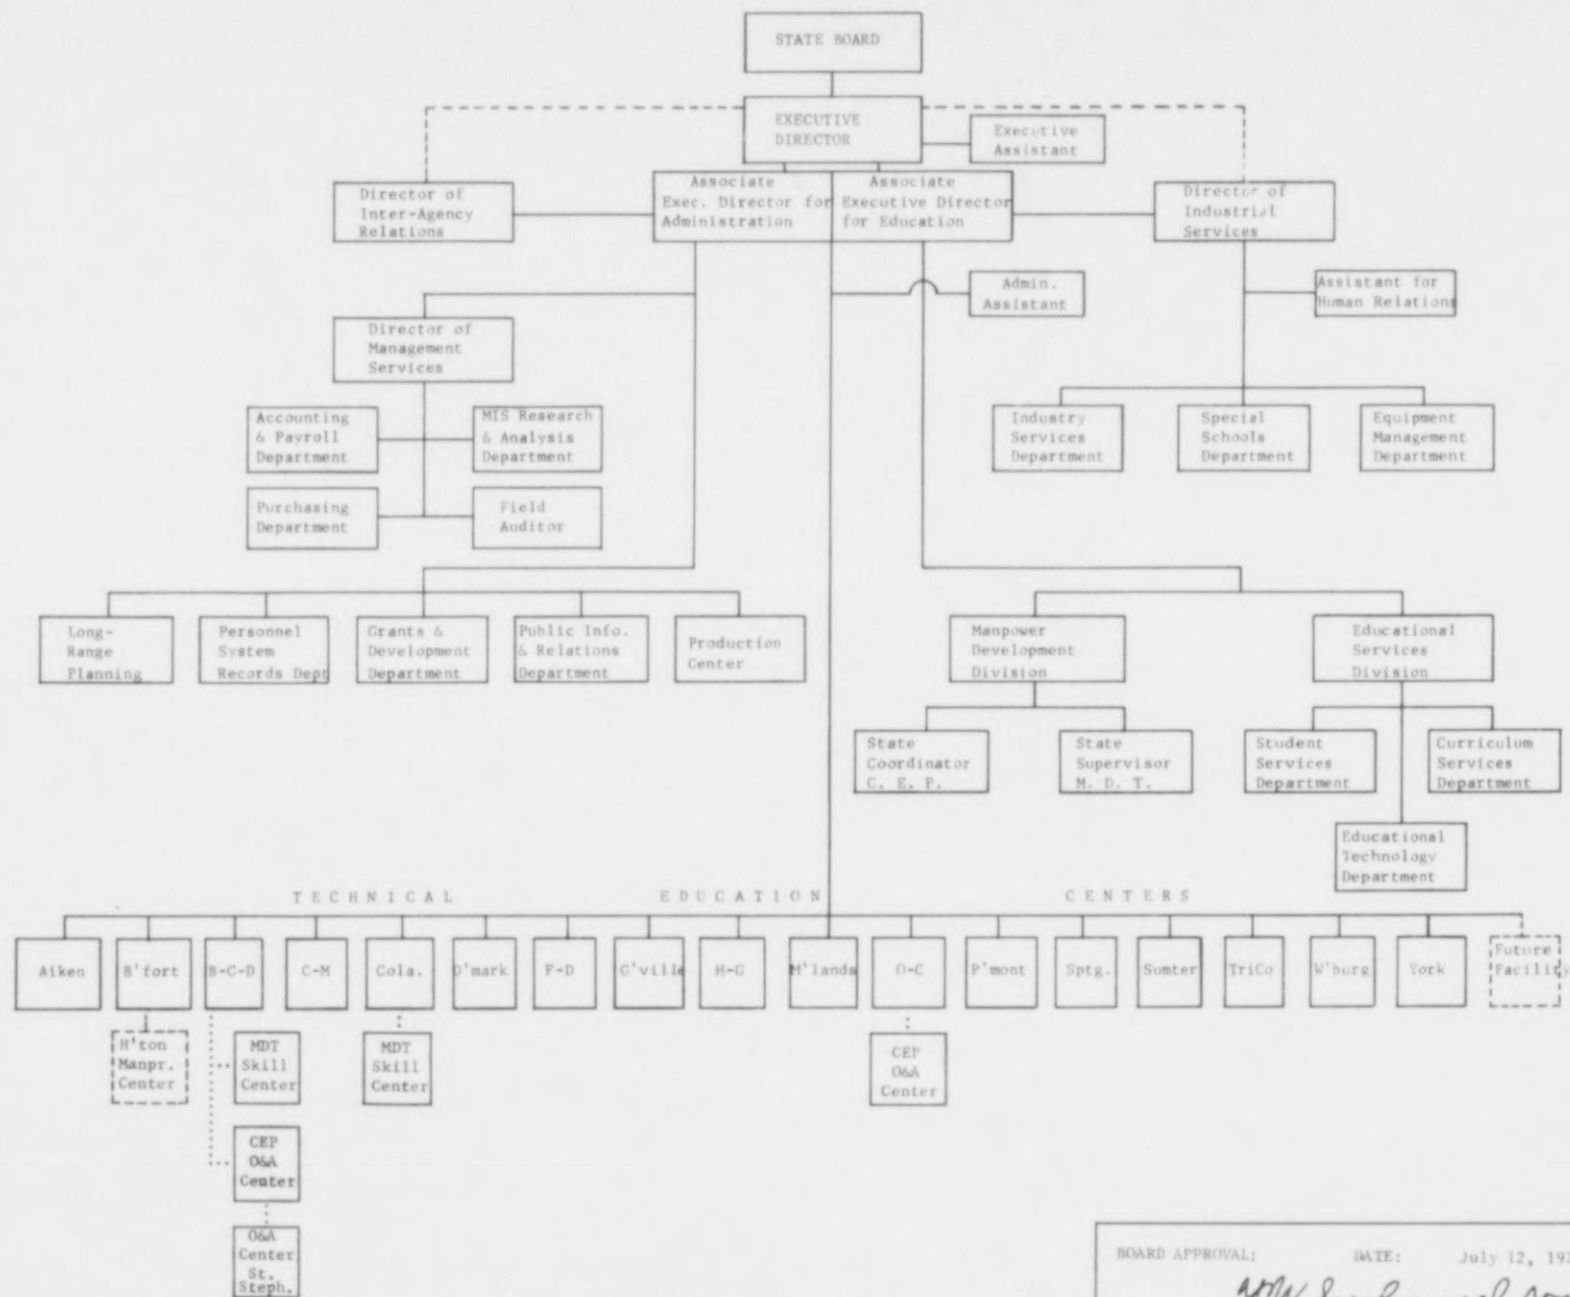 STATE BOARD
EXECUTIVE
DIRECTOR
Executive
Assistant
Director of
Inter-Agency
Relations
Associate
Exec. Director for
Administration
Associate
Executive Director
for Education
Director of
Industrial
Services
Admin.
Assistant
Assistant for
Human Relations
Director of
Management
Services
Accounting
& Payroll
Department
MIS Research
& Analysis
Department
Industry
Services
Department
Special
Schools
Department
Equipment
Management
Department
Purchasing
Department
Field
Auditor
Long-
Range
Planning
Personnel
System
Records Dept
Grants &
Development
Department
Public Info.
& Relations
Department
Production
Center
Manpower
Development
Division
Educational
Services
Division
State
Coordinator
C. E. P.
State
Supervisor
M. D. T.
Student
Services
Department
Curriculum
Services
Department
Educational
Technology
Department
TECHNICAL EDUCATION CENTERS
Aiken
B'fort
B-C-D
C-M
Cola.
D'mark
F-D
G'ville
H-G
M'lands
O-C
P'mont
Sptg.
Sumter
TriCo
W'burg
York
Future
Facility
H'ton
Manpr.
Center
MDT
Skill
Center
MDT
Skill
Center
CEP
O&A
Center
CEP
O&A
Center
O&A
Center
St.
Steph.
BOARD APPROVAL: DATE: July 12, 19